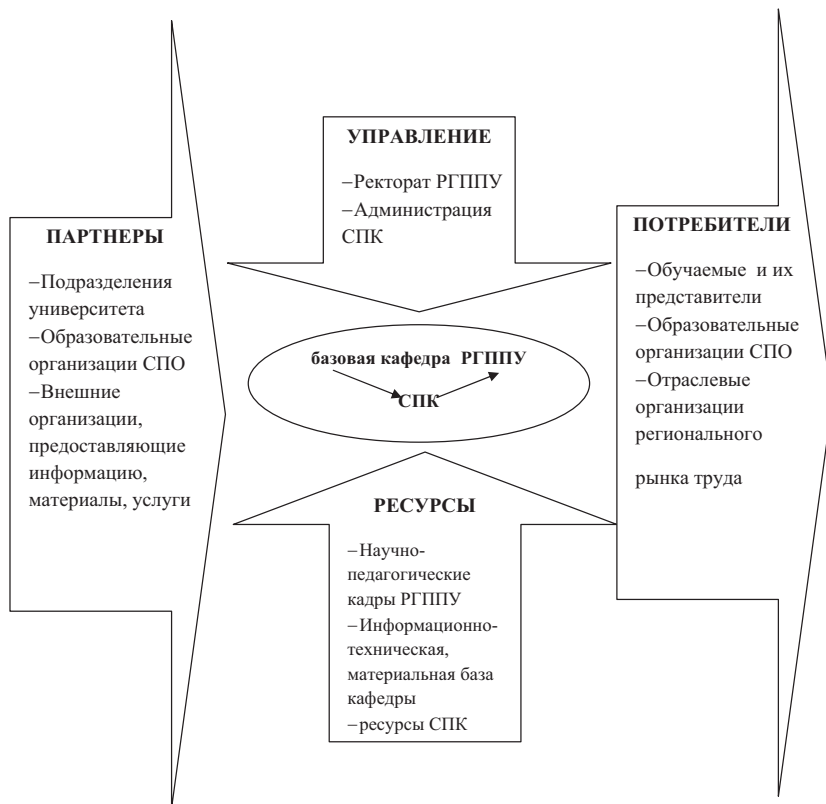 ПАРТНЕРЫ
–Подразделения
университета
–Образовательные
организации СПО
–Внешние
организации,
предоставляющие
информацию,
материалы, услуги
УПРАВЛЕНИЕ
–Ректорат РГППУ
–Администрация
СПК
базовая кафедра РГППУ
СПК
РЕСУРСЫ
–Научно-
педагогические
кадры РГППУ
–Информационно-
техническая,
материальная база
кафедры
–ресурсы СПК
ПОТРЕБИТЕЛИ
–Обучаемые и их
представители
–Образовательные
организации СПО
–Отраслевые
организации
регионального
рынка труда